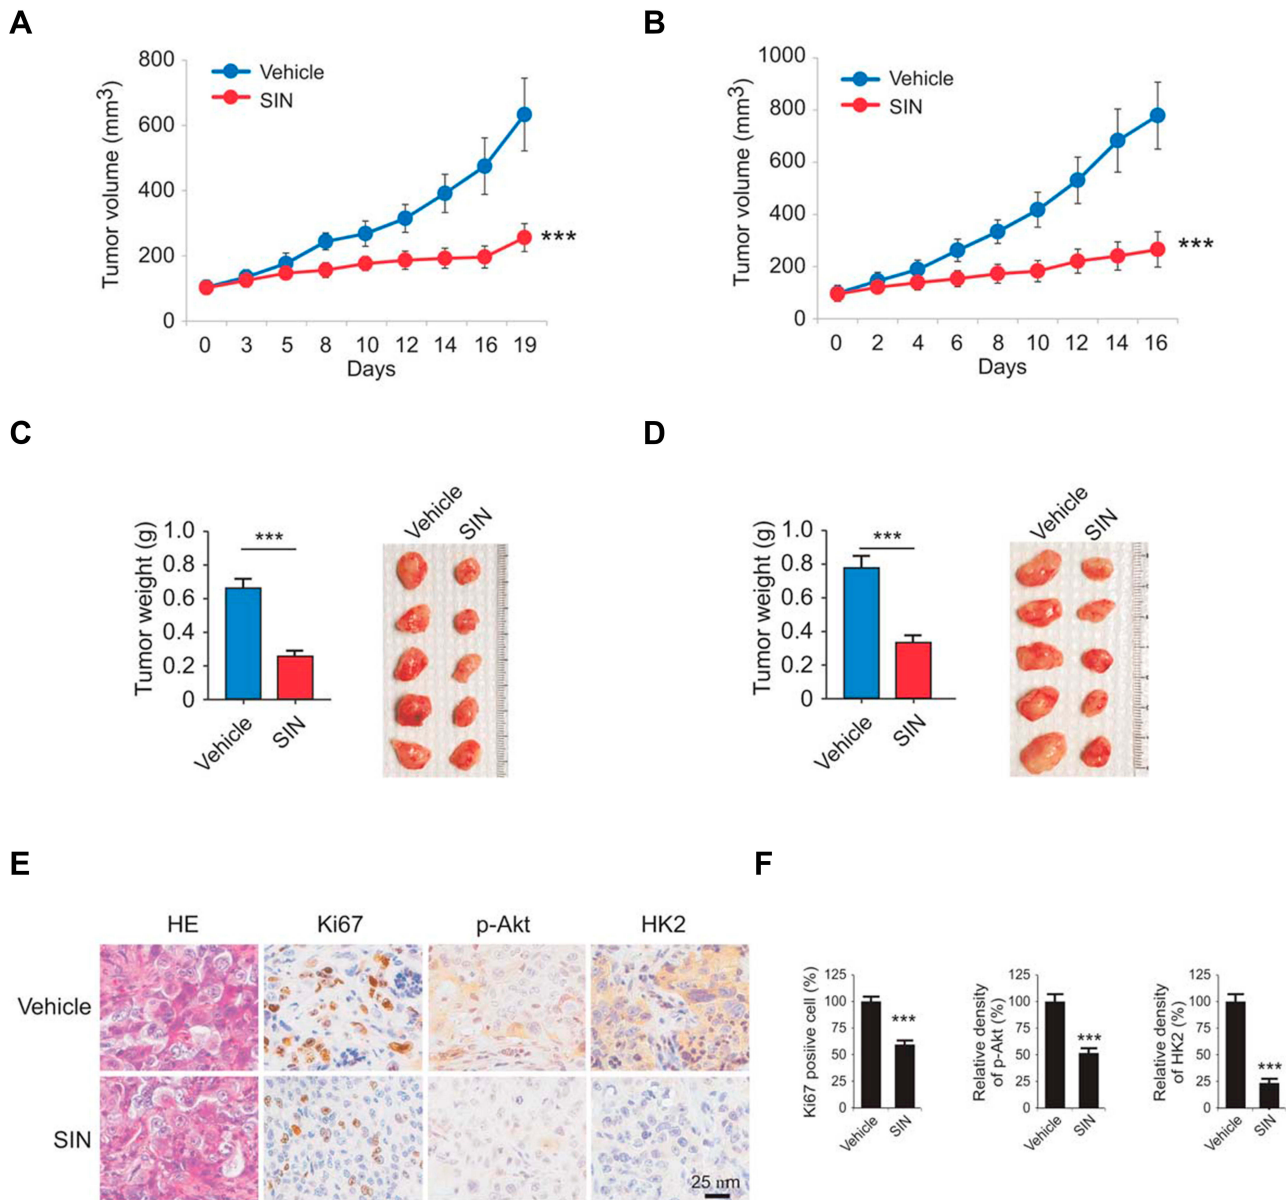 A
800
600
400
200
0
Tumor volume (mm3)
Vehicle
SIN
***
0 3 5 8 10 12 14 16 19
Days
B
1000
800
600
400
200
0
Tumor volume (mm3)
Vehicle
SIN
***
0 2 4 6 8 10 12 14 16
Days
C
Tumor weight (g)
1.0
0.8
0.6
0.4
0.2
0
***
Vehicle
SIN
Vehicle
SIN
D
Tumor weight (g)
1.0
0.8
0.6
0.4
0.2
0
***
Vehicle
SIN
Vehicle
SIN
E
HE Ki67 p-Akt HK2
Vehicle
SIN
25 nm
F
Ki67 positive cell (%)
125
100
75
50
25
0
***
Vehicle
SIN
Relative density
of p-Akt (%)
125
100
75
50
25
0
***
Vehicle
SIN
Relative density
of HK2 (%)
125
100
75
50
25
0
***
Vehicle
SIN